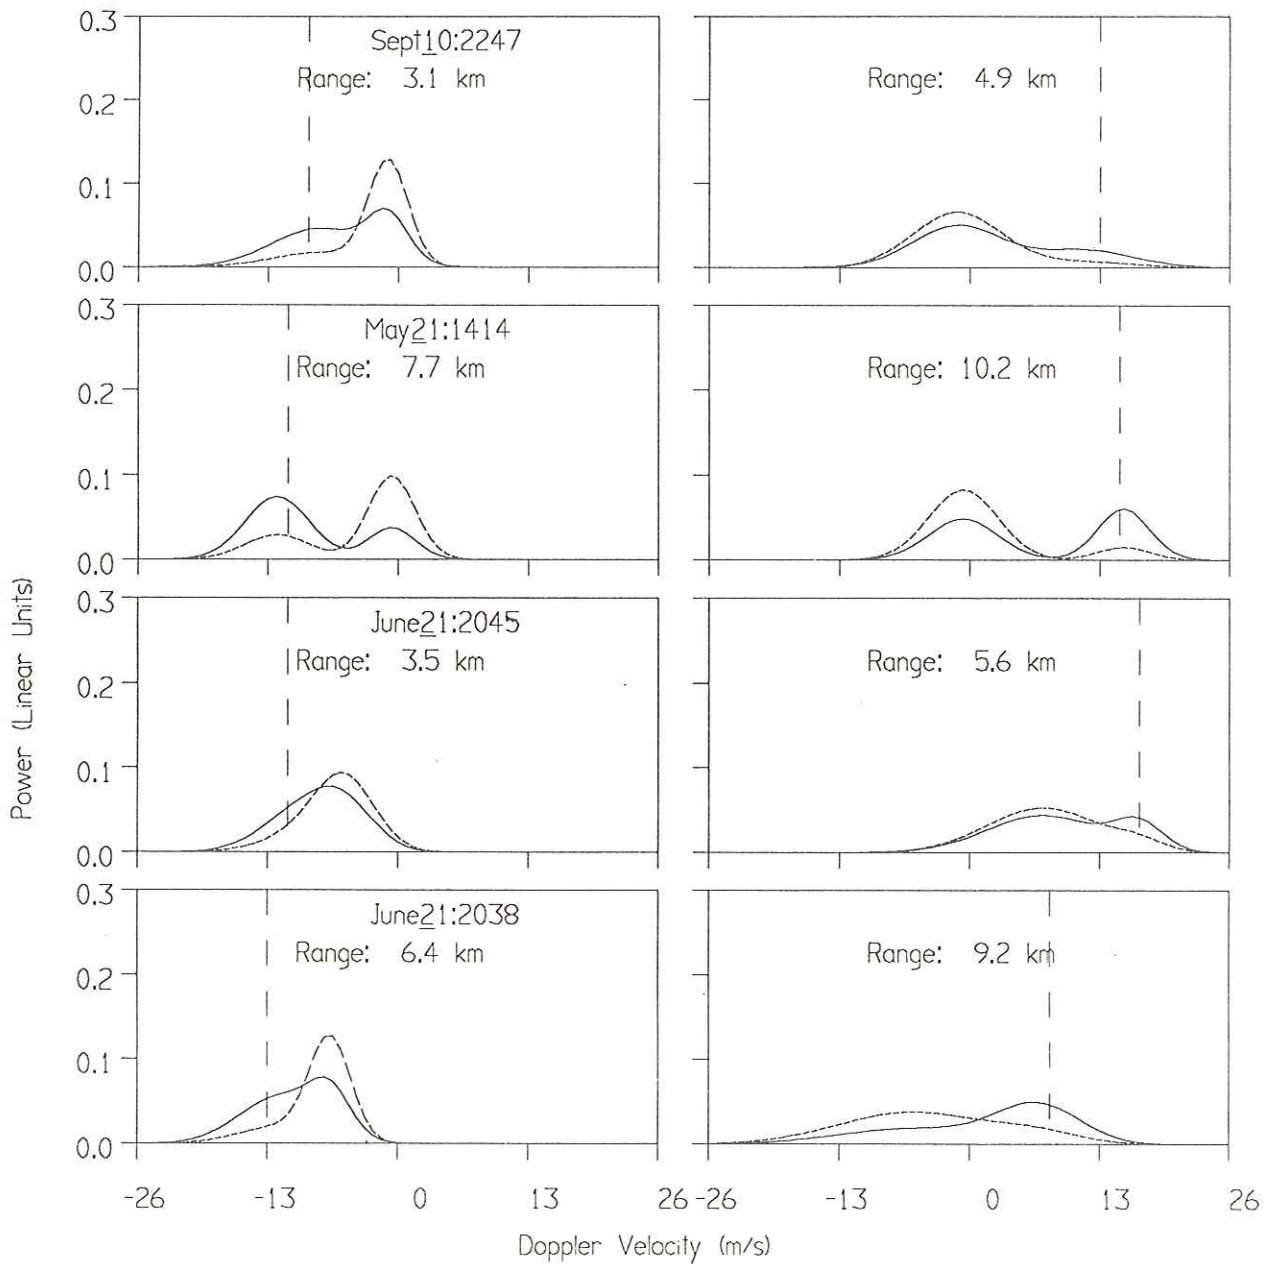 0.3
Sept10:2247
Range: 3.1 km
Range: 4.9 km
0.2
0.1
0.0
0.3
May21:1414
Range: 7.7 km
Range: 10.2 km
0.2
0.1
0.0
0.3
June21:2045
Range: 3.5 km
Range: 5.6 km
0.2
0.1
0.0
0.3
June21:2038
Range: 6.4 km
Range: 9.2 km
0.2
0.1
0.0
Power (Linear Units)
-26 -13 0 13 26 -26 -13 0 13 26
Doppler Velocity (m/s)